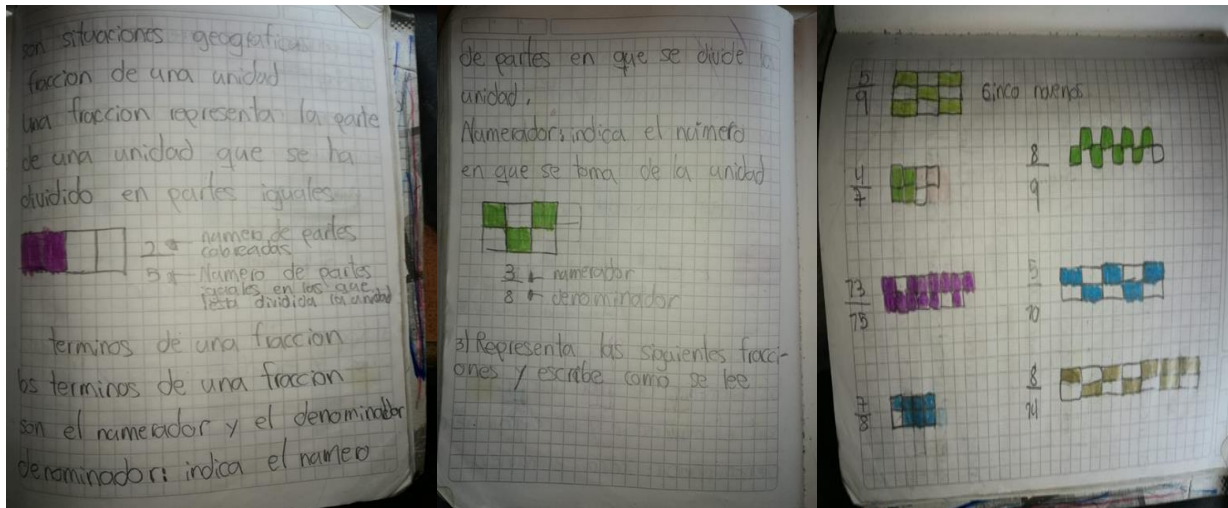 son situaciones geograficas
fraccion de una unidad
una fraccion representa la parte
de una unidad que se ha
dividido en partes iguales
2 numero de partes
coloreadas
5 Numero de partes
iguales en las que
esta dividida la unidad
terminos de una fraccion
los terminos de una fraccion
son el numerador y el denominador
denominador: indica el numero
de partes en que se divide la
unidad.
Numerador: indica el número
en que se toma de la unidad
3 numerador
8 denominador
3) Representa las siguientes fracci-
ones y escribe como se lee
5/9 Cinco novenos
8/9
4/7
13/15
5/10
8/14
7/8